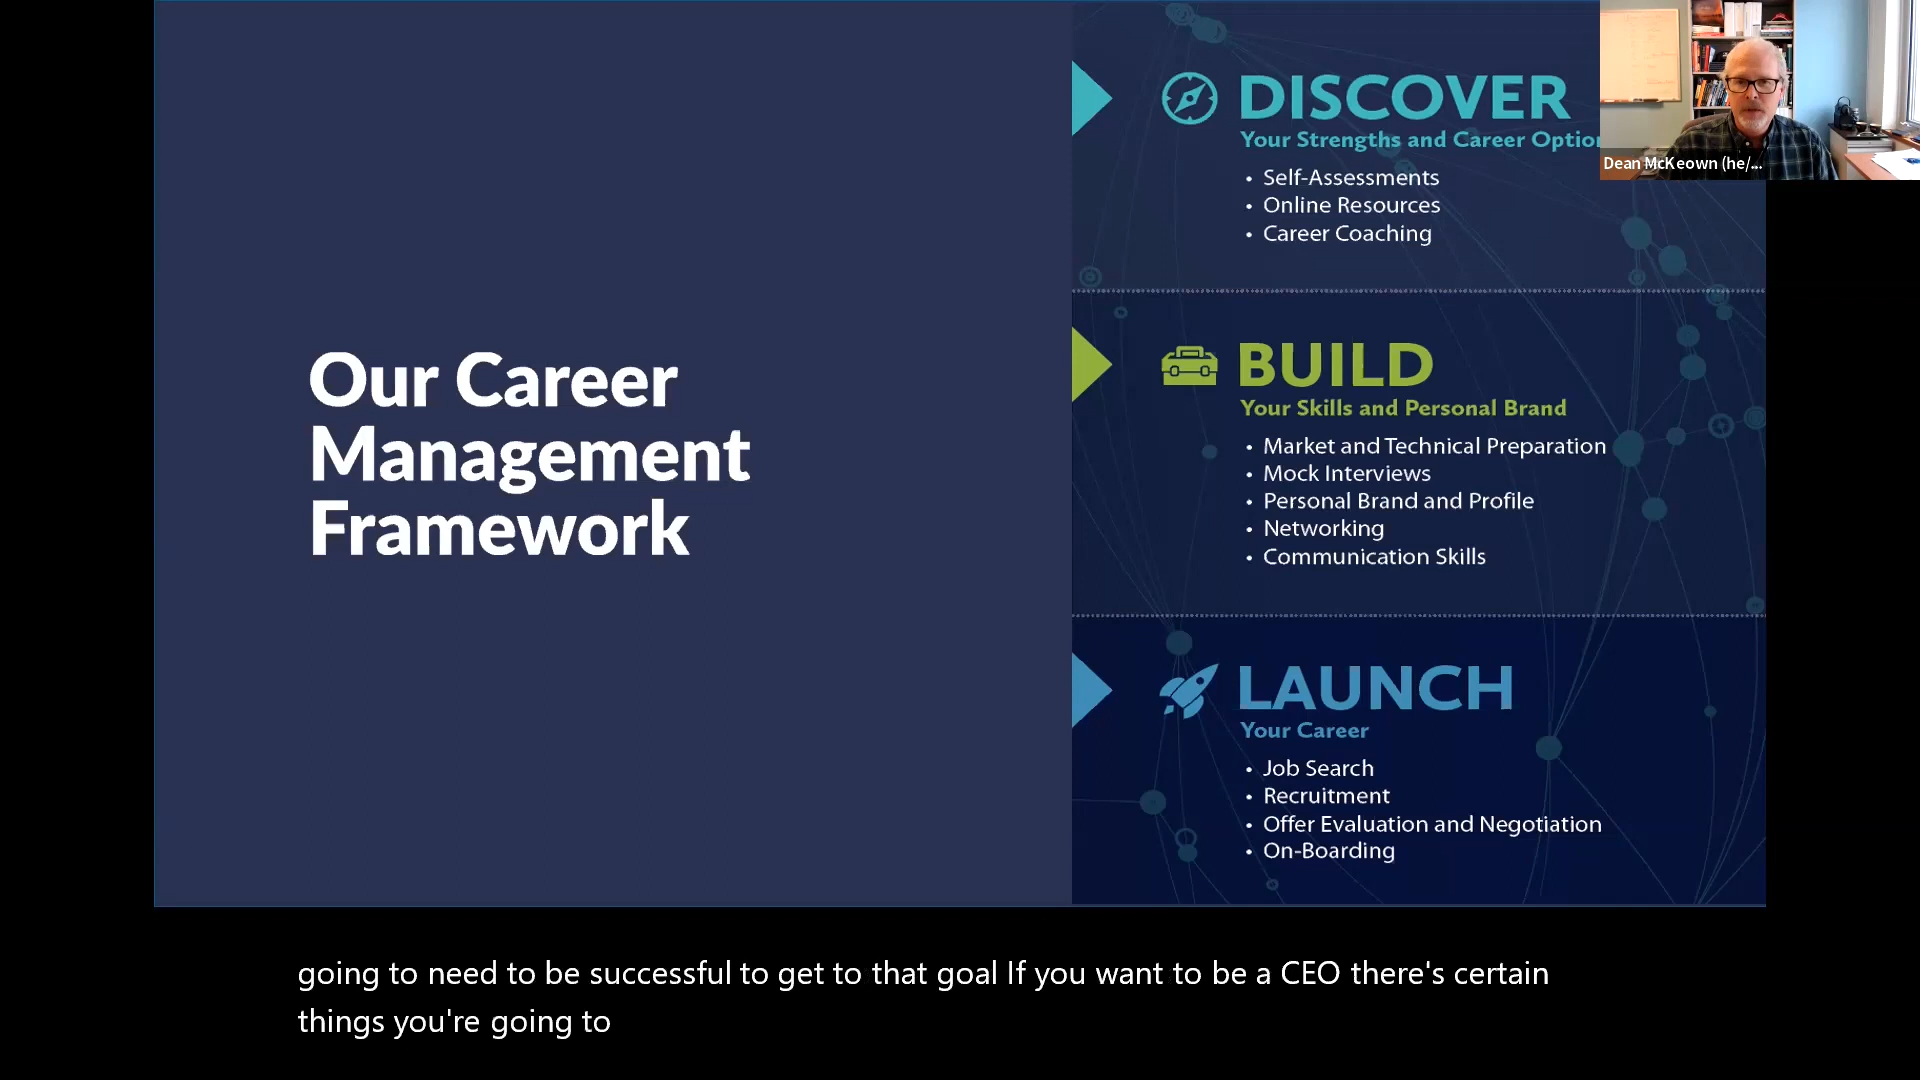 Our Career
Management
Framework
DISCOVER
Your Strengths and Career Optio
• Self-Assessments
• Online Resources
• Career Coaching
BUILD
Your Skills and Personal Brand
• Market and Technical Preparation
• Mock Interviews
• Personal Brand and Profile
• Networking
• Communication Skills
LAUNCH
Your Career
• Job Search
• Recruitment
• Offer Evaluation and Negotiation
• On-Boarding
Dean McKeown (he/...
going to need to be successful to get to that goal If you want to be a CEO there's certain
things you're going to